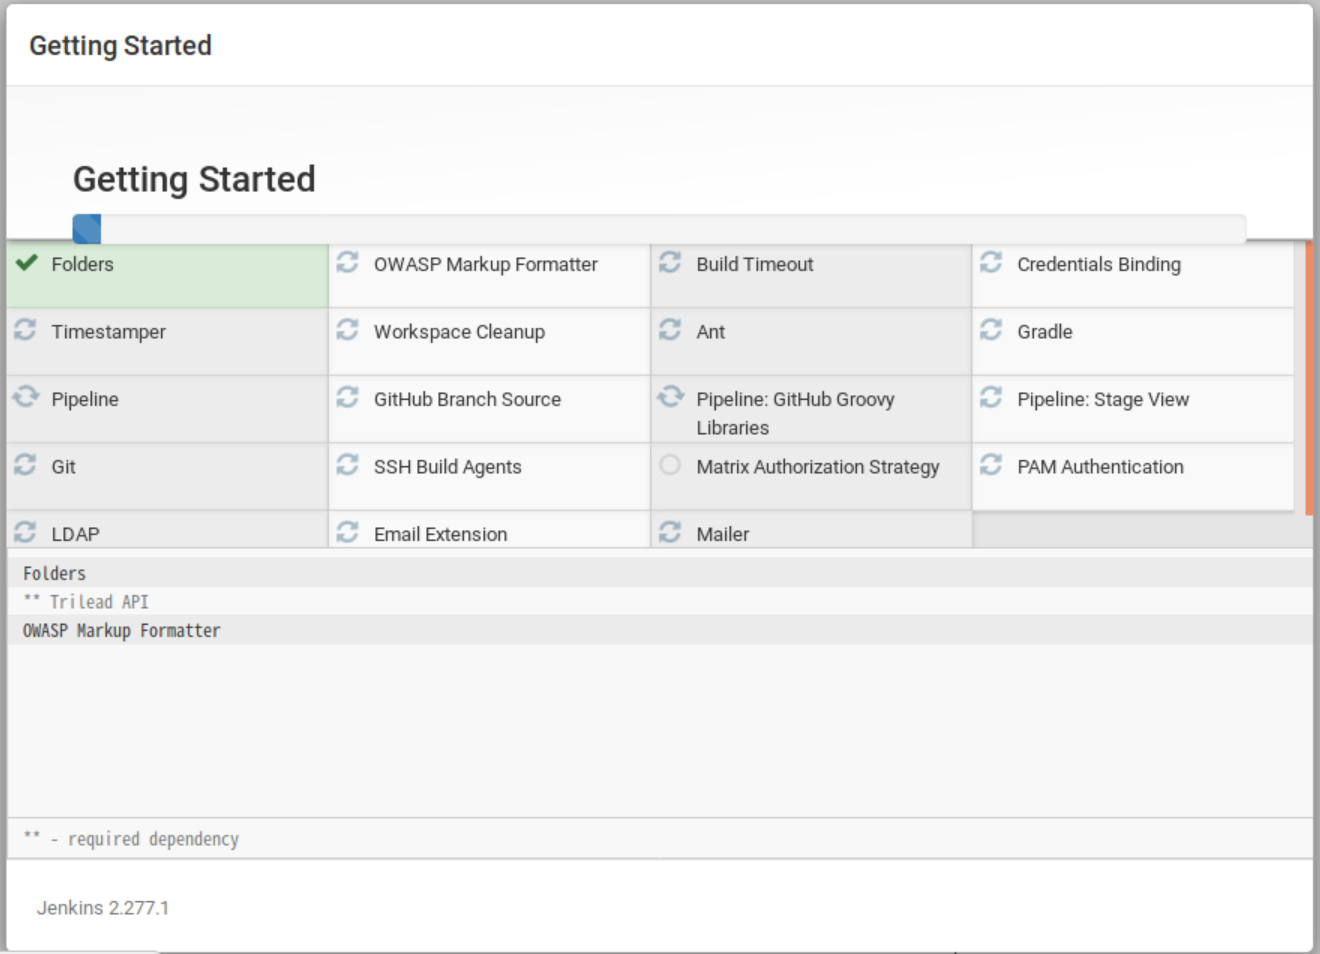 Getting Started
Getting Started
Folders
OWASP Markup Formatter
Build Timeout
Credentials Binding
Timestamper
Workspace Cleanup
Ant
Gradle
Pipeline
GitHub Branch Source
Pipeline: GitHub Groovy
Libraries
Pipeline: Stage View
Git
SSH Build Agents
Matrix Authorization Strategy
PAM Authentication
LDAP
Email Extension
Mailer
Folders
** Trilead API
OWASP Markup Formatter
** - required dependency
Jenkins 2.277.1